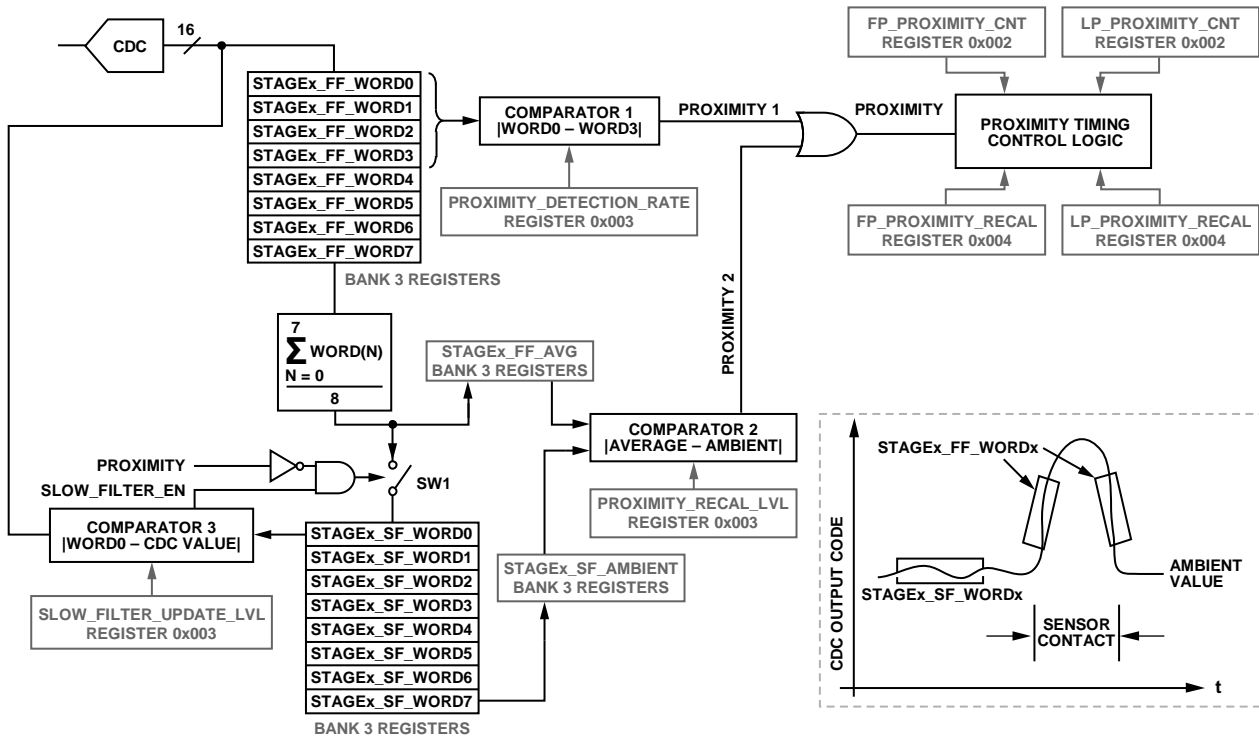 CDC
16
STAGEx_FF_WORD0
STAGEx_FF_WORD1
STAGEx_FF_WORD2
STAGEx_FF_WORD3
STAGEx_FF_WORD4
STAGEx_FF_WORD5
STAGEx_FF_WORD6
STAGEx_FF_WORD7
BANK 3 REGISTERS
COMPARATOR 1
|WORD0 – WORD3|
PROXIMITY_DETECTION_RATE
REGISTER 0x003
PROXIMITY 1
PROXIMITY 2
PROXIMITY
FP_PROXIMITY_CNT
REGISTER 0x002
LP_PROXIMITY_CNT
REGISTER 0x002
PROXIMITY TIMING
CONTROL LOGIC
FP_PROXIMITY_RECAL
REGISTER 0x004
LP_PROXIMITY_RECAL
REGISTER 0x004
7
Σ WORD(N)
N = 0
8
STAGEx_FF_AVG
BANK 3 REGISTERS
COMPARATOR 2
|AVERAGE – AMBIENT|
PROXIMITY_RECAL_LVL
REGISTER 0x003
PROXIMITY
SLOW_FILTER_EN
SW1
COMPARATOR 3
|WORD0 – CDC VALUE|
SLOW_FILTER_UPDATE_LVL
REGISTER 0x003
STAGEx_SF_WORD0
STAGEx_SF_WORD1
STAGEx_SF_WORD2
STAGEx_SF_WORD3
STAGEx_SF_WORD4
STAGEx_SF_WORD5
STAGEx_SF_WORD6
STAGEx_SF_WORD7
BANK 3 REGISTERS
STAGEx_SF_AMBIENT
BANK 3 REGISTERS
CDC OUTPUT CODE
STAGEx_FF_WORDx
STAGEx_SF_WORDx
AMBIENT
VALUE
SENSOR
CONTACT
t